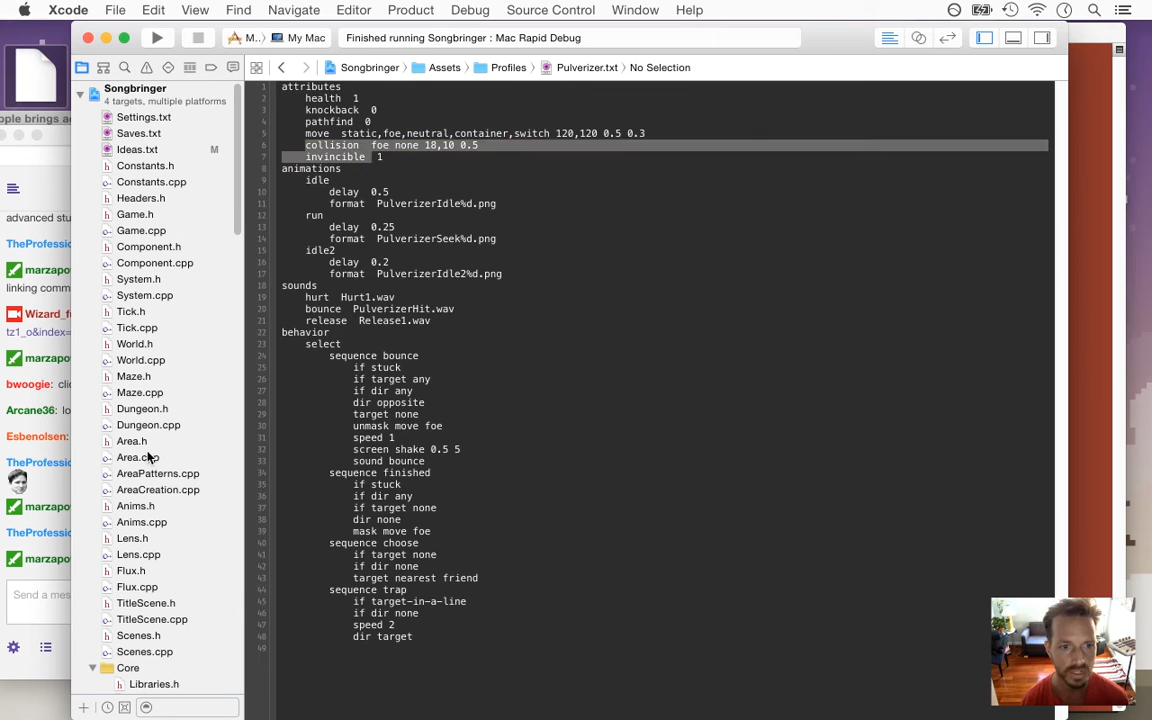 Xcode File Edit View Find Navigate Editor Product Debug Source Control Window Help
M.. My Mac Finished running Songbringer : Mac Rapid Debug
Songbringer Assets Profiles Pulverizer.txt No Selection
Songbringer
4 targets, multiple platforms
Settings.txt
Saves.txt
Ideas.txt M
Constants.h
Constants.cpp
Headers.h
Game.h
Game.cpp
Component.h
Component.cpp
System.h
System.cpp
Tick.h
Tick.cpp
World.h
World.cpp
Maze.h
Maze.cpp
Dungeon.h
Dungeon.cpp
Area.h
Area.cpp
AreaPatterns.cpp
AreaCreation.cpp
Anims.h
Anims.cpp
Lens.h
Lens.cpp
Flux.h
Flux.cpp
TitleScene.h
TitleScene.cpp
Scenes.h
Scenes.cpp
Core
Libraries.h
1 attributes
2 health 1
3 knockback 0
4 pathfind 0
5 move static,foe,neutral,container,switch 120,120 0.5 0.3
6 collision foe none 18,10 0.5
7 invincible 1
8 animations
9 idle
10 delay 0.5
11 format PulverizerIdle%d.png
12 run
13 delay 0.25
14 format PulverizerSeek%d.png
15 idle2
16 delay 0.2
17 format PulverizerIdle2%d.png
18 sounds
19 hurt Hurt1.wav
20 bounce PulverizerHit.wav
21 release Release1.wav
22 behavior
23 select
24 sequence bounce
25 if stuck
26 if target any
27 if dir any
28 dir opposite
29 target none
30 unmask move foe
31 speed 1
32 screen shake 0.5 5
33 sound bounce
34 sequence finished
35 if stuck
36 if dir any
37 if target none
38 dir none
39 mask move foe
40 sequence choose
41 if target none
42 if dir none
43 target nearest friend
44 sequence trap
45 if target-in-a-line
46 if dir none
47 speed 2
48 dir target
49
pple brings a
advanced stu
TheProfessi
marzapo
linking comm
Wizard_f
tz1_o&index=
marzapo
bwoogie: clic
Arcane36: lo
Esbenolsen:
TheProfessi
marzapo
TheProfessi
marzapo
Send a mes